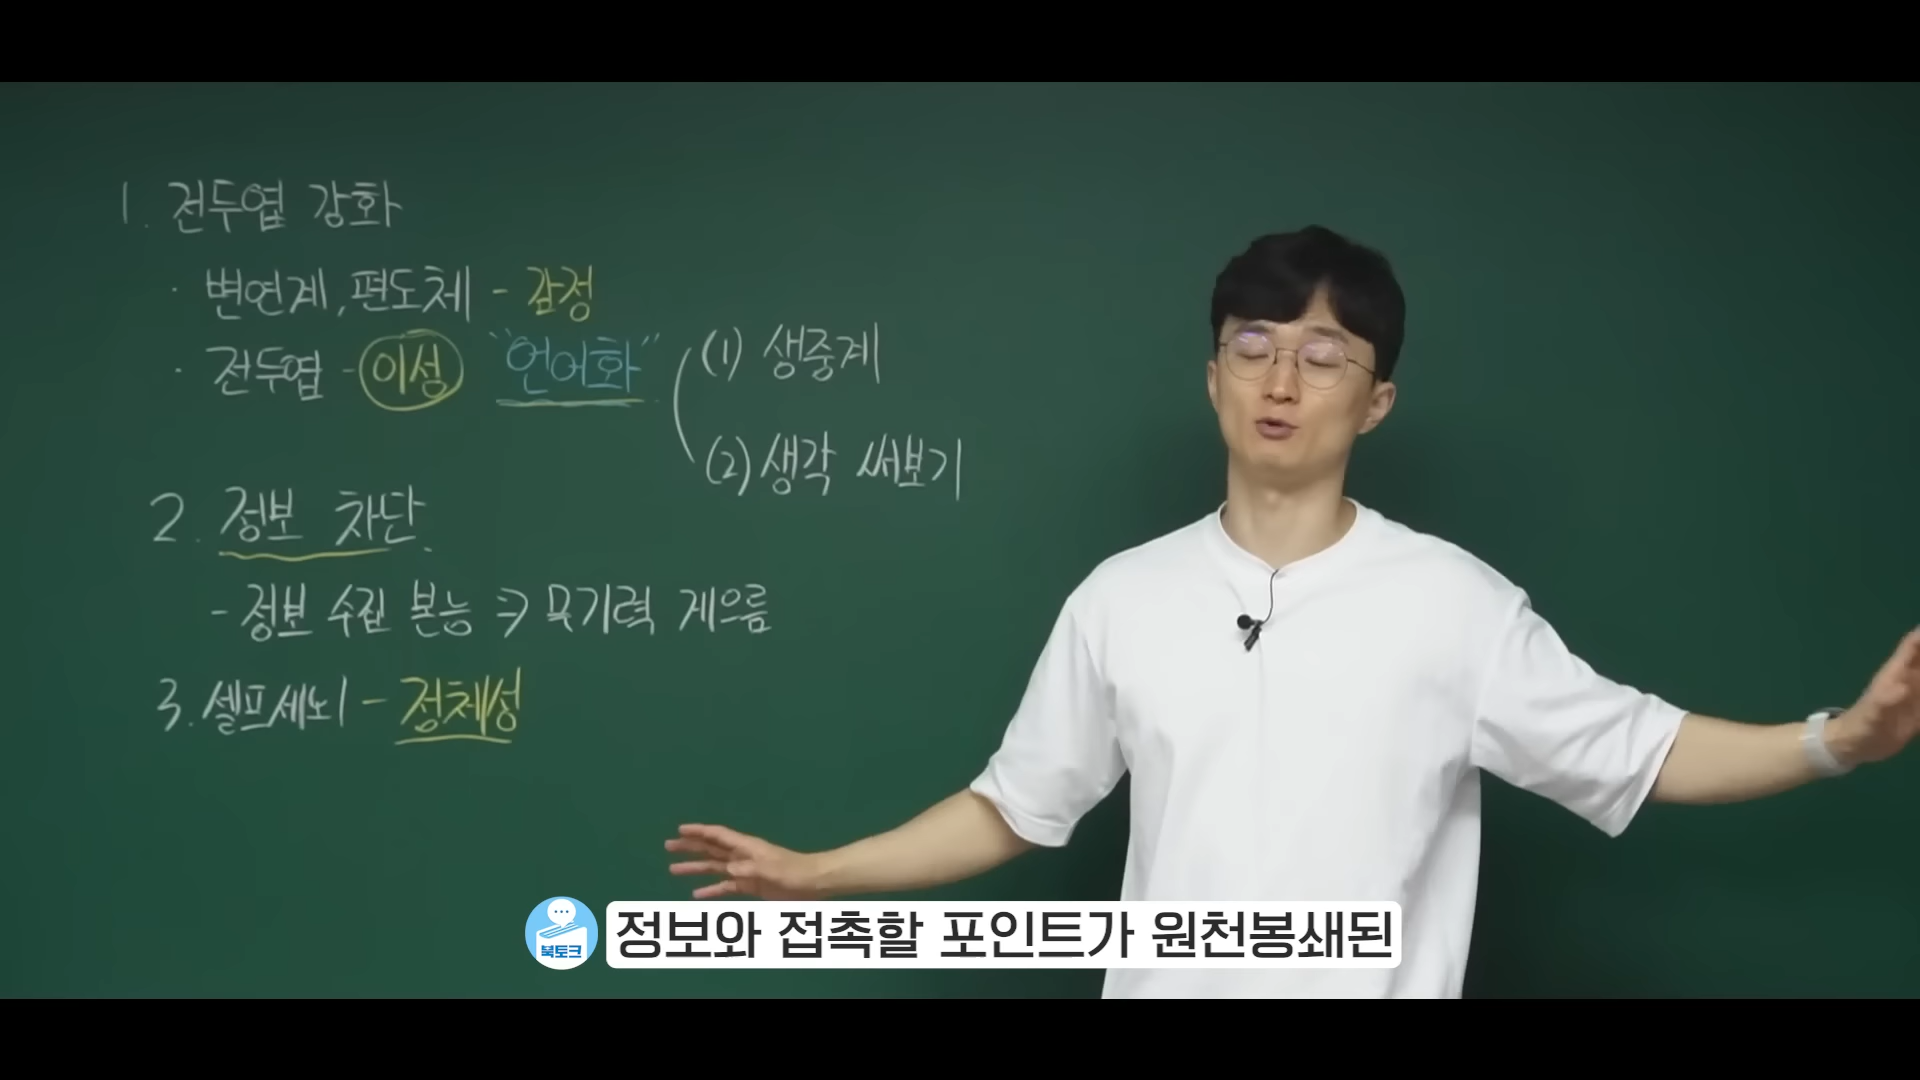 1. 전두엽 강화
· 변연계, 편도체 - 감정
· 전두엽 - 이성 "언어화"
(1) 생중계
(2) 생각 써보기
2. 정보 차단
- 정보 수집 본능 => 무기력 게으름
3. 셀프세뇌 - 정체성
북토크
정보와 접촉할 포인트가 원천봉쇄된